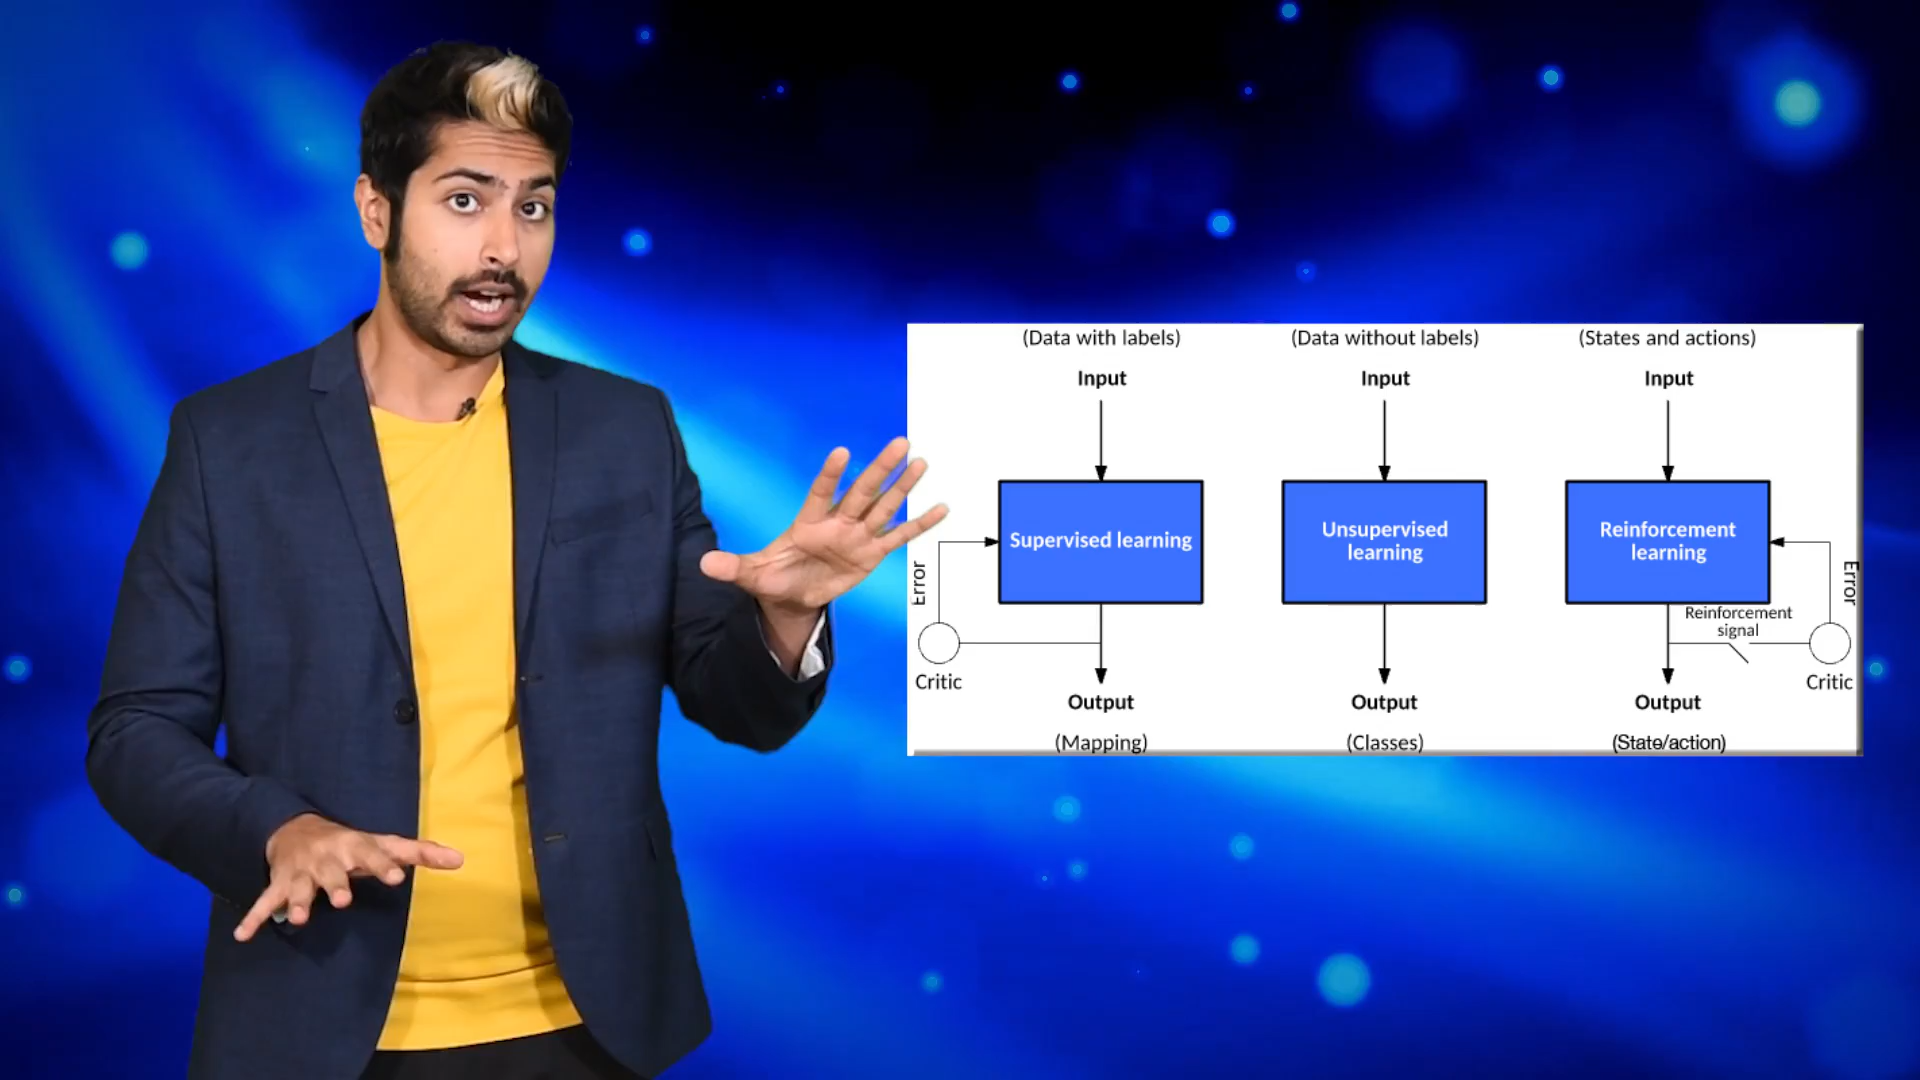 (Data with labels)
Input
Supervised learning
Error
Critic
Output
(Mapping)
(Data without labels)
Input
Unsupervised
learning
Output
(Classes)
(States and actions)
Input
Reinforcement
learning
Error
Reinforcement
signal
Critic
Output
(State/action)